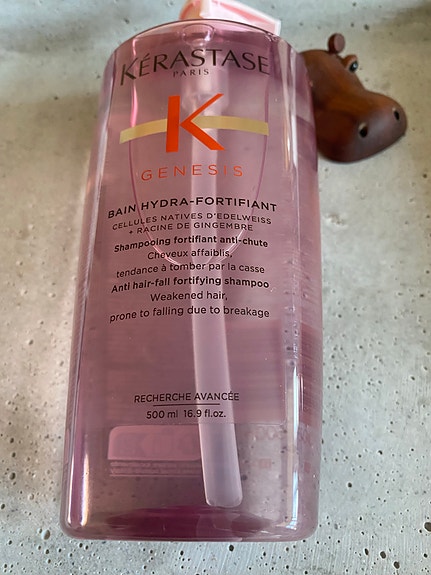 KÉRASTASE
PARIS
K
GENESIS
BAIN HYDRA-FORTIFIANT
CELLULES NATIVES D'EDELWEISS
+ RACINE DE GINGEMBRE
Shampooing fortifiant anti-chute
Cheveux affaiblis,
tendance à tomber par la casse
Anti hair-fall fortifying shampoo
Weakened hair,
prone to falling due to breakage
RECHERCHE AVANCÉE
500 ml 16.9 fl.oz.